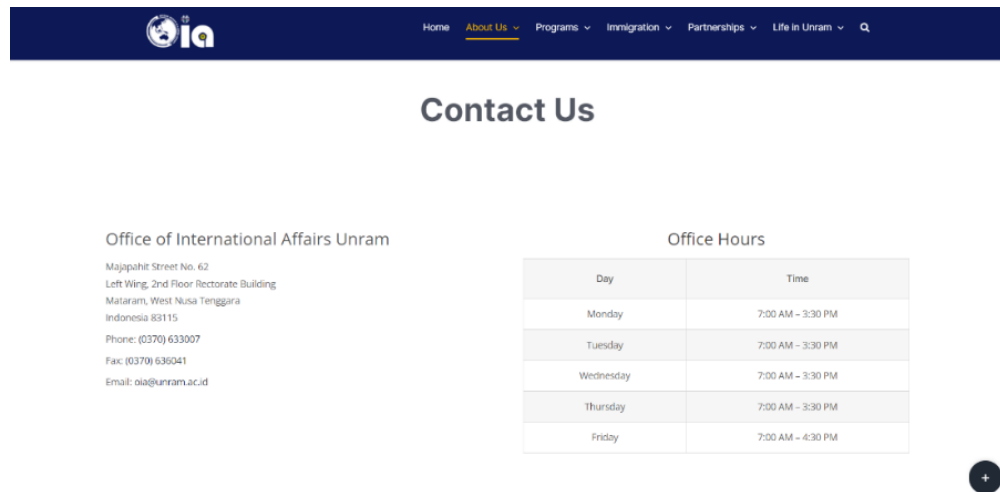 oia
Home About Us Programs Immigration Partnerships Life in Unram
Contact Us
Office of International Affairs Unram
Majapahit Street No. 62
Left Wing, 2nd Floor Rectorate Building
Mataram, West Nusa Tenggara
Indonesia 83115
Phone: (0370) 633007
Fax: (0370) 636041
Email: oia@unram.ac.id
Office Hours
Day Time
Monday 7:00 AM – 3:30 PM
Tuesday 7:00 AM – 3:30 PM
Wednesday 7:00 AM – 3:30 PM
Thursday 7:00 AM – 3:30 PM
Friday 7:00 AM – 4:30 PM
+